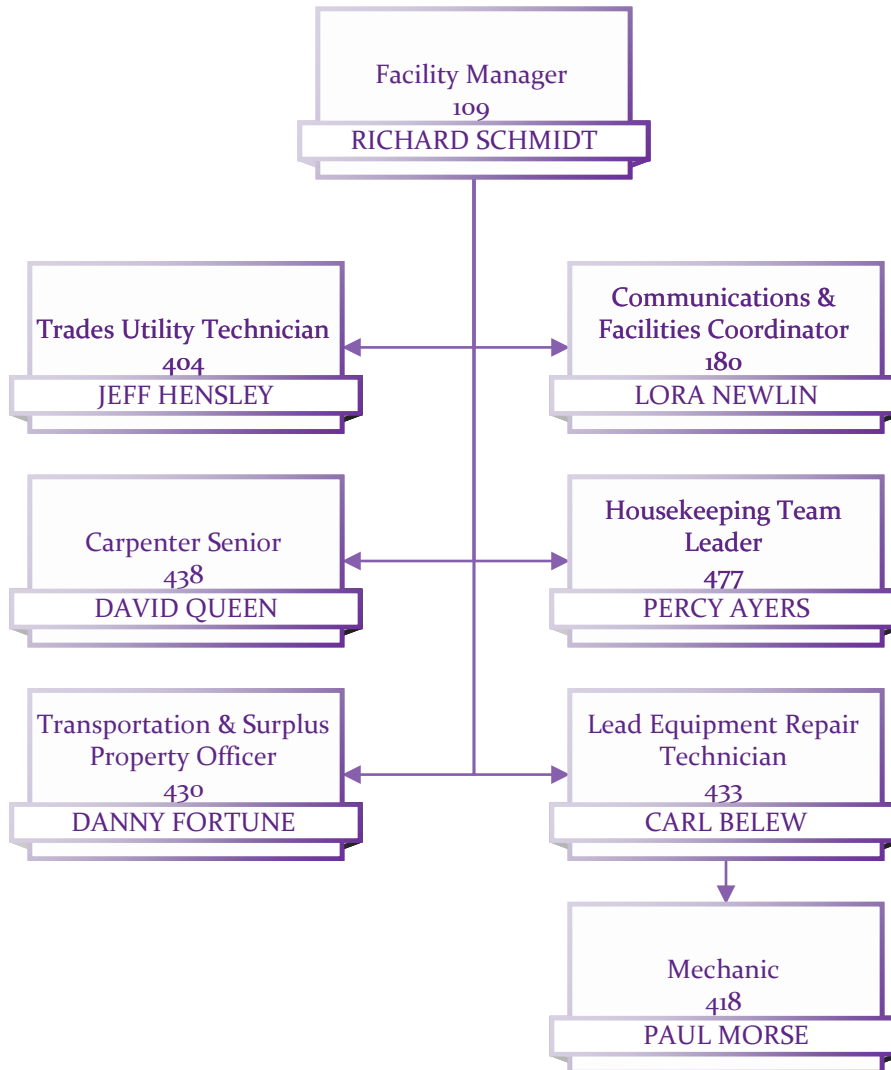 Facility Manager
109
RICHARD SCHMIDT
Trades Utility Technician
404
JEFF HENSLEY
Communications &
Facilities Coordinator
180
LORA NEWLIN
Carpenter Senior
438
DAVID QUEEN
Housekeeping Team
Leader
477
PERCY AYERS
Transportation & Surplus
Property Officer
430
DANNY FORTUNE
Lead Equipment Repair
Technician
433
CARL BELEW
Mechanic
418
PAUL MORSE